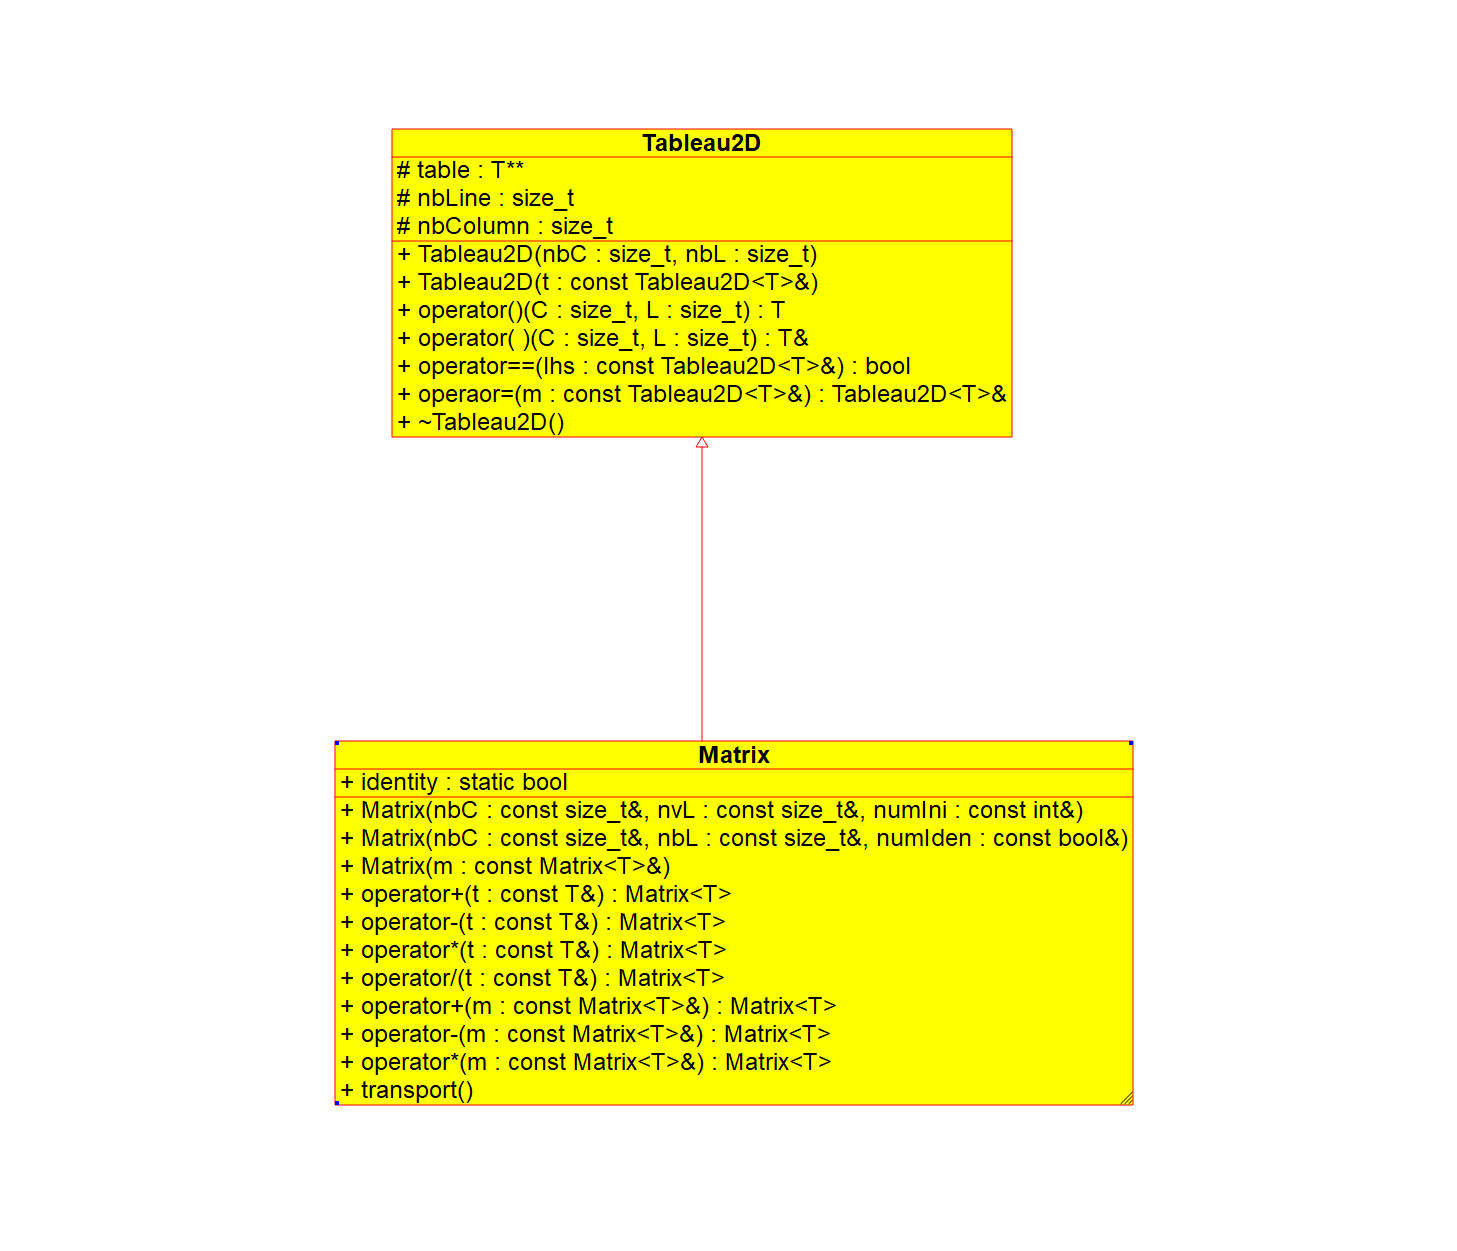 Tableau2D
# table : T**
# nbLine : size_t
# nbColumn : size_t
+ Tableau2D(nbC : size_t, nbL : size_t)
+ Tableau2D(t : const Tableau2D<T>&)
+ operator()(C : size_t, L : size_t) : T
+ operator( )(C : size_t, L : size_t) : T&
+ operator==(lhs : const Tableau2D<T>&) : bool
+ operaor=(m : const Tableau2D<T>&) : Tableau2D<T>&
+ ~Tableau2D()
Matrix
+ identity : static bool
+ Matrix(nbC : const size_t&, nvL : const size_t&, numIni : const int&)
+ Matrix(nbC : const size_t&, nbL : const size_t&, numIden : const bool&)
+ Matrix(m : const Matrix<T>&)
+ operator+(t : const T&) : Matrix<T>
+ operator-(t : const T&) : Matrix<T>
+ operator*(t : const T&) : Matrix<T>
+ operator/(t : const T&) : Matrix<T>
+ operator+(m : const Matrix<T>&) : Matrix<T>
+ operator-(m : const Matrix<T>&) : Matrix<T>
+ operator*(m : const Matrix<T>&) : Matrix<T>
+ transport()